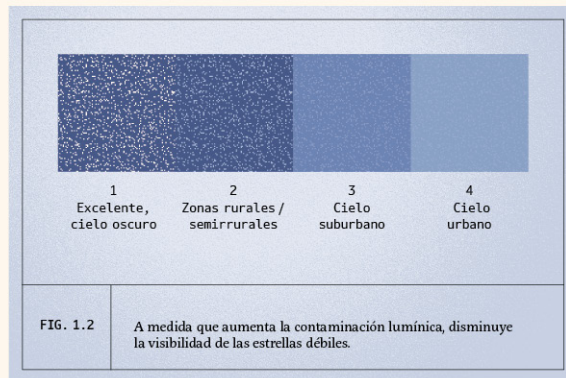 1
Excelente,
cielo oscuro
2
Zonas rurales /
semirrurales
3
Cielo
suburbano
4
Cielo
urbano
FIG. 1.2
A medida que aumenta la contaminación lumínica, disminuye
la visibilidad de las estrellas débiles.